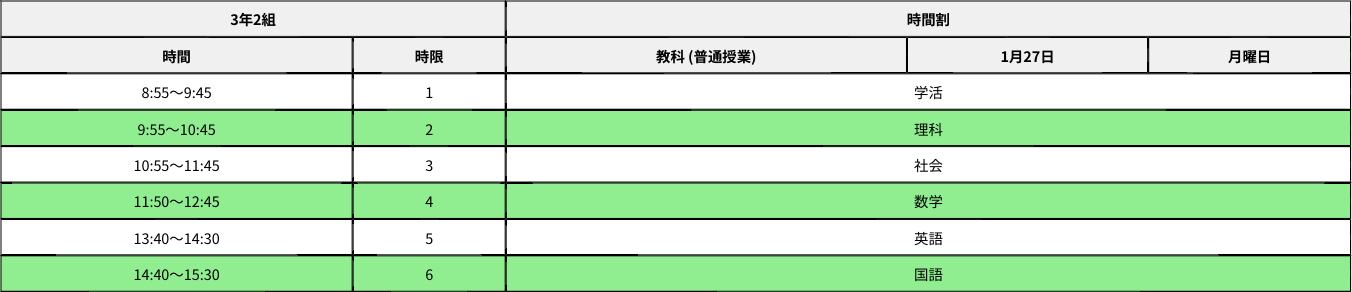 3年2組 時間割
時間 時限 教科 (普通授業) 1月27日 月曜日
8:55～9:45 1 学活
9:55～10:45 2 理科
10:55～11:45 3 社会
11:50～12:45 4 数学
13:40～14:30 5 英語
14:40～15:30 6 国語